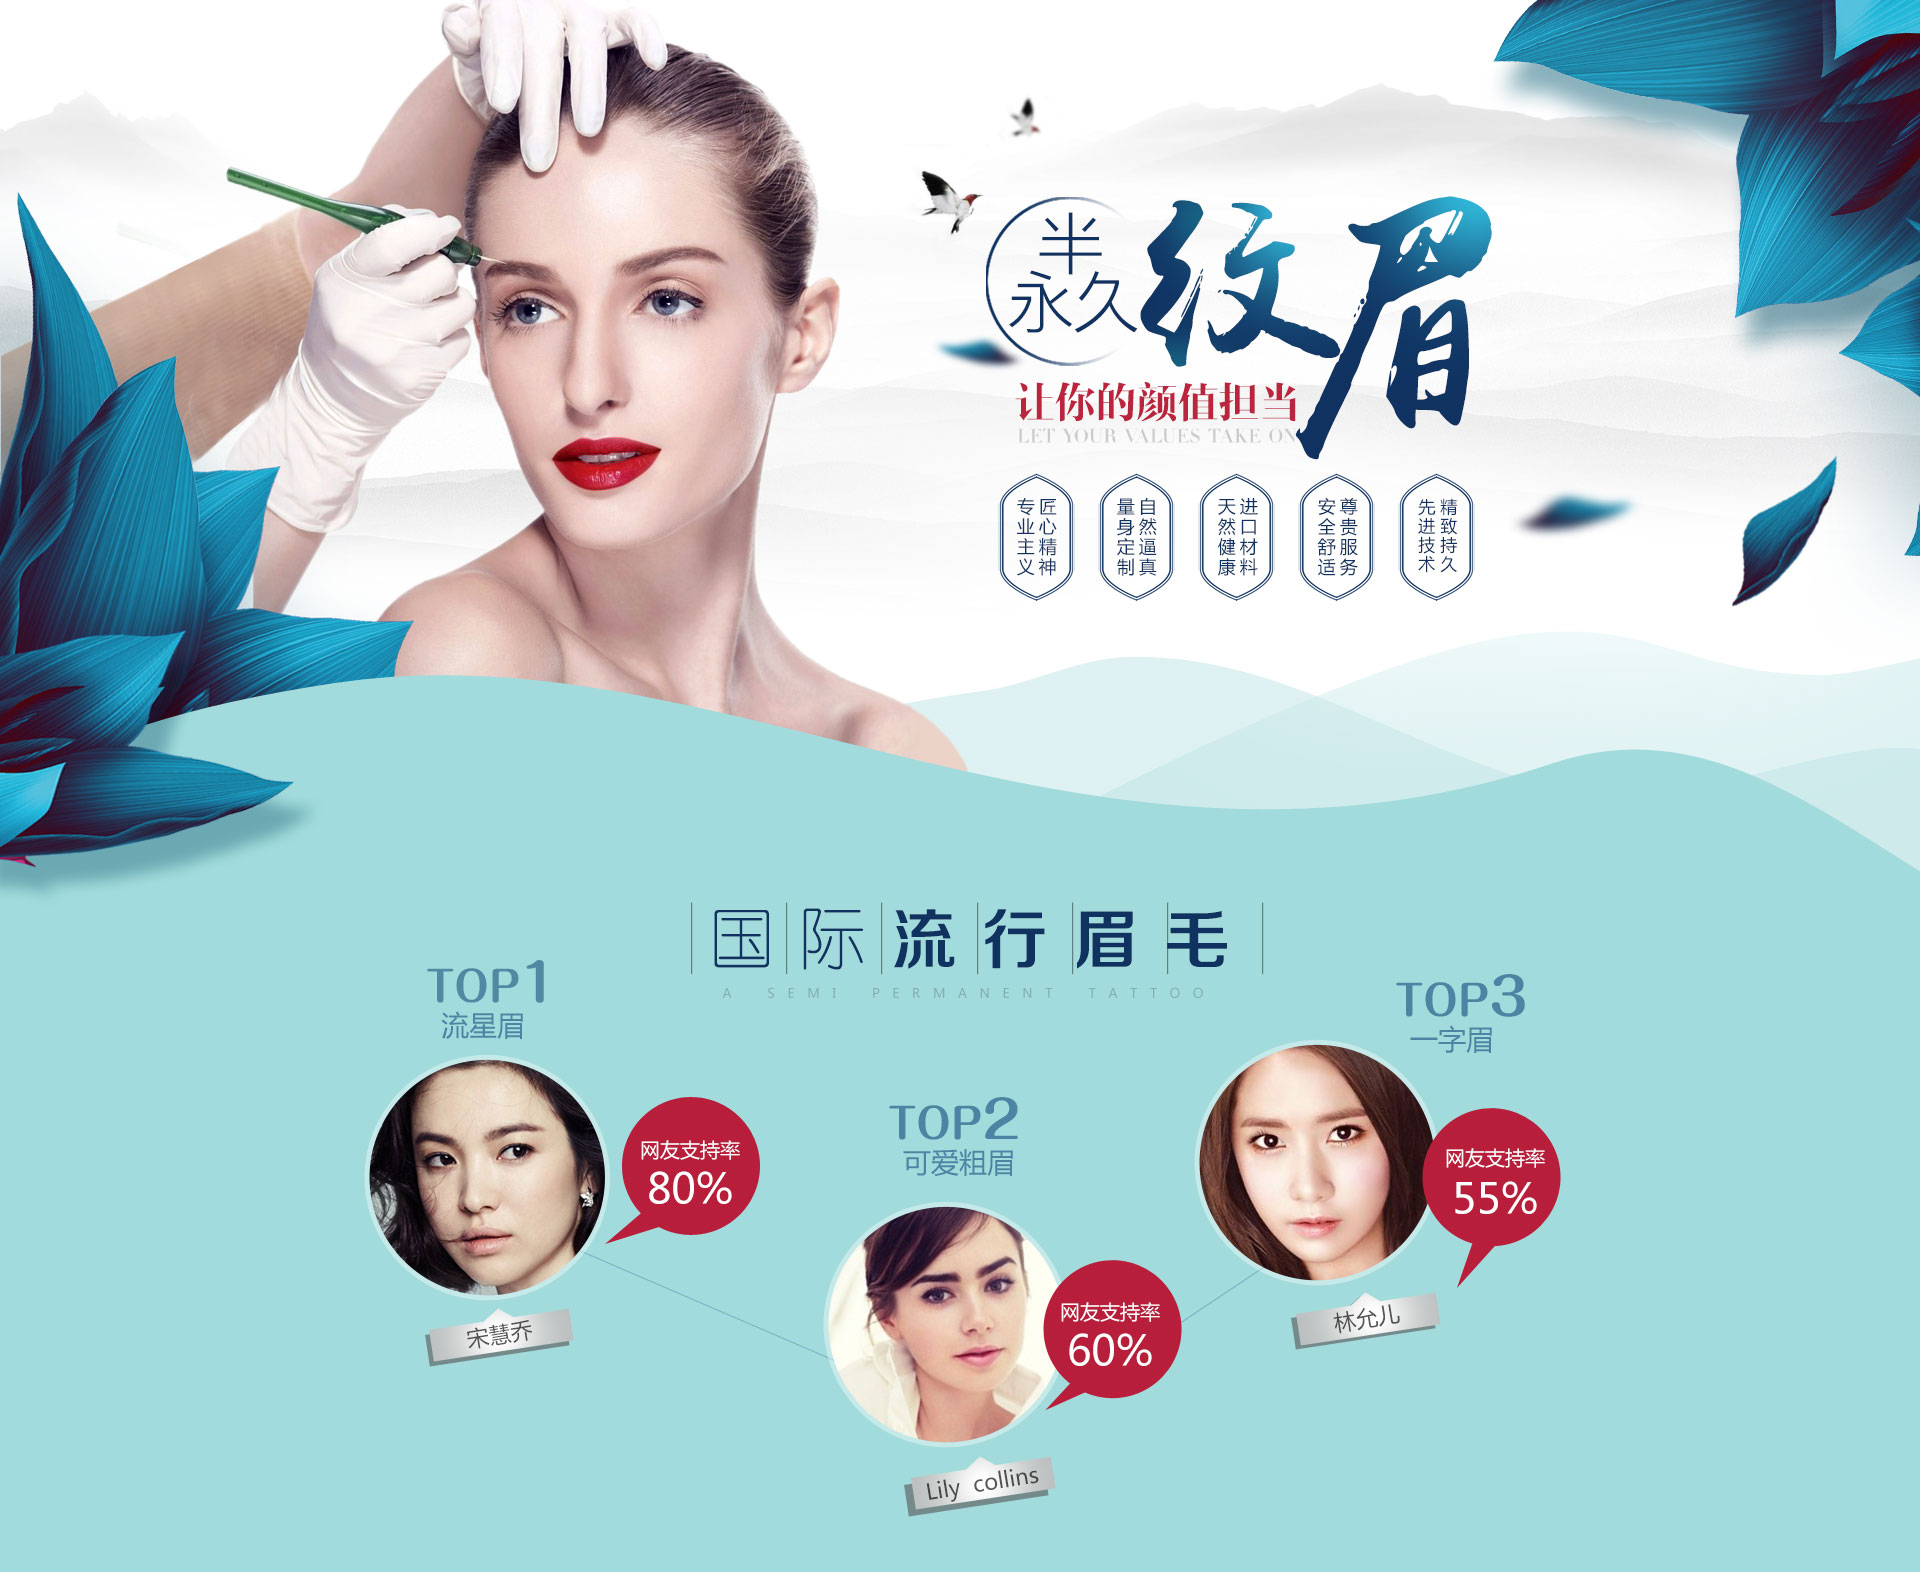 半
永久
纹眉
让你的颜值担当
LET YOUR VALUES TAKE ON
匠心精神
专业主义
自然逼真
量身定制
进口材料
天然健康
尊贵服务
安全舒适
精致持久
先进技术
国际流行眉毛
A SEMI PERMANENT TATTOO
TOP1
流星眉
网友支持率
80%
宋慧乔
TOP2
可爱粗眉
网友支持率
60%
Lily collins
TOP3
一字眉
网友支持率
55%
林允儿